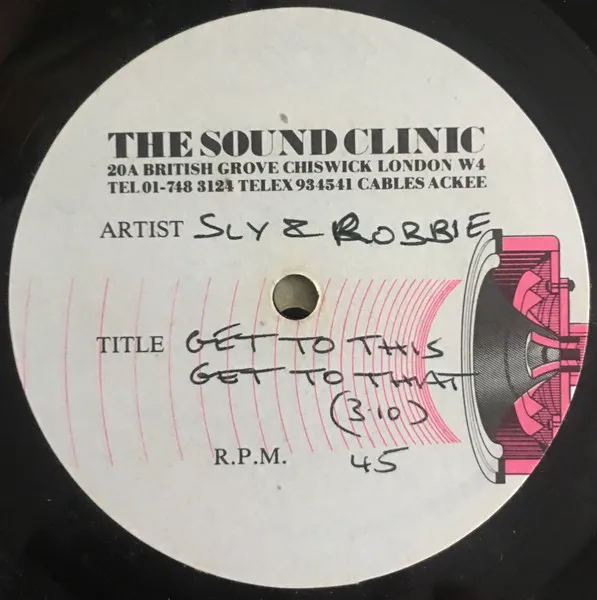 THE SOUND CLINIC
20A BRITISH GROVE CHISWICK LONDON W4
TEL 01-748 3124 TELEX 934541 CABLES ACKEE
ARTIST SLY & ROBBIE
TITLE GET TO THIS
GET TO THAT
(3.10)
R.P.M. 45